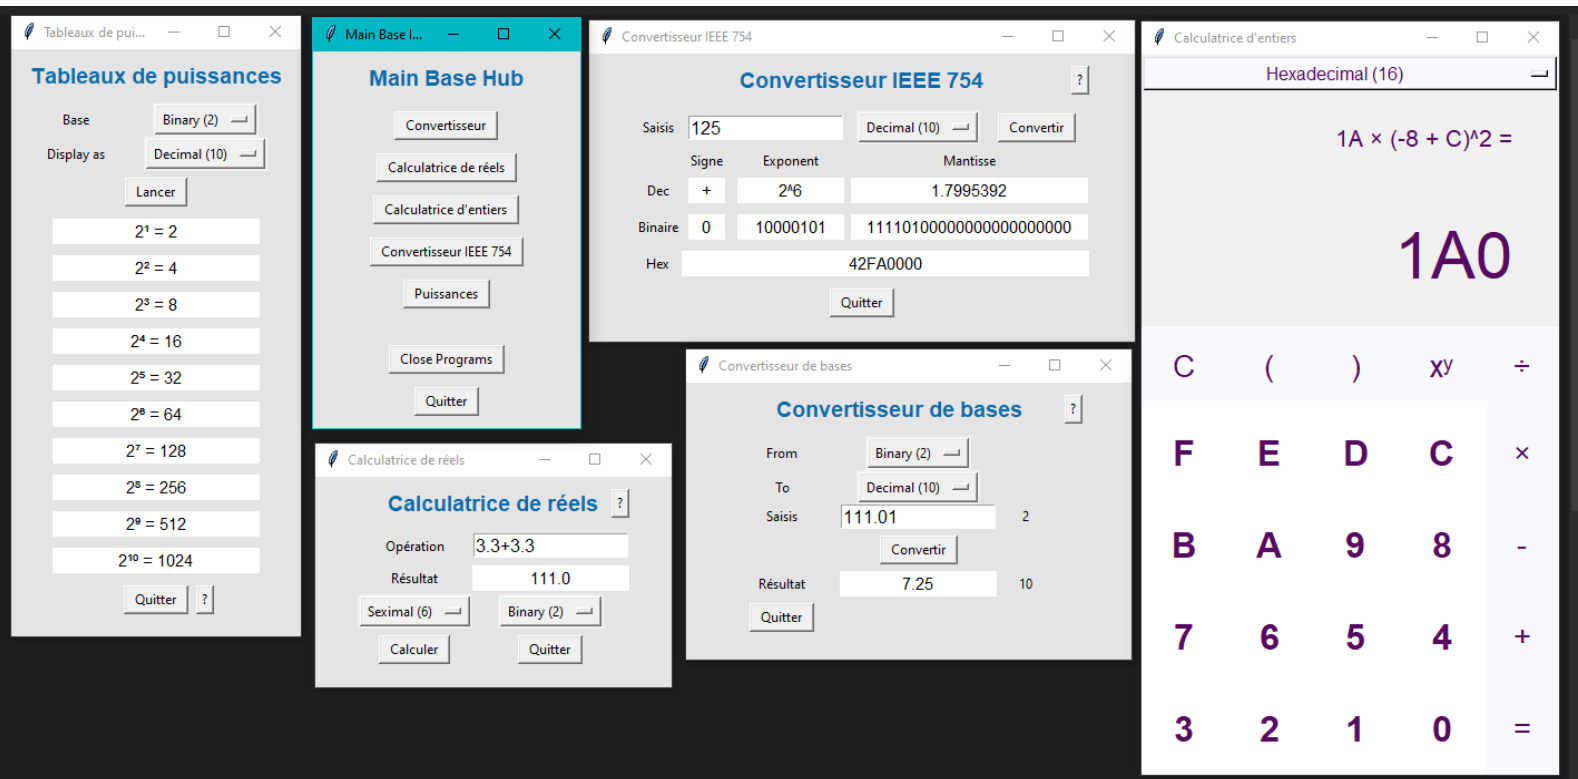 Tableaux de pui...
Tableaux de puissances
Base Binary (2)
Display as Decimal (10)
Lancer
2¹ = 2
2² = 4
2³ = 8
2⁴ = 16
2⁵ = 32
2⁶ = 64
2⁷ = 128
2⁸ = 256
2⁹ = 512
2¹⁰ = 1024
Quitter ?
Main Base I...
Main Base Hub
Convertisseur
Calculatrice de réels
Calculatrice d'entiers
Convertisseur IEEE 754
Puissances
Close Programs
Quitter
Calculatrice de réels
Calculatrice de réels ?
Opération 3.3+3.3
Résultat 111.0
Seximal (6) Binary (2)
Calculer Quitter
Convertisseur IEEE 754
Convertisseur IEEE 754 ?
Saisis 125 Decimal (10) Convertir
Signe Exponent Mantisse
Dec + 2^6 1.7995392
Binaire 0 10000101 11110100000000000000000
Hex 42FA0000
Quitter
Convertisseur de bases
Convertisseur de bases ?
From Binary (2)
To Decimal (10)
Saisis 111.01 2
Convertir
Résultat 7.25 10
Quitter
Calculatrice d'entiers
Hexadecimal (16)
1A × (-8 + C)^2 =
1A0
C ( ) xʸ ÷
F E D C ×
B A 9 8 -
7 6 5 4 +
3 2 1 0 =